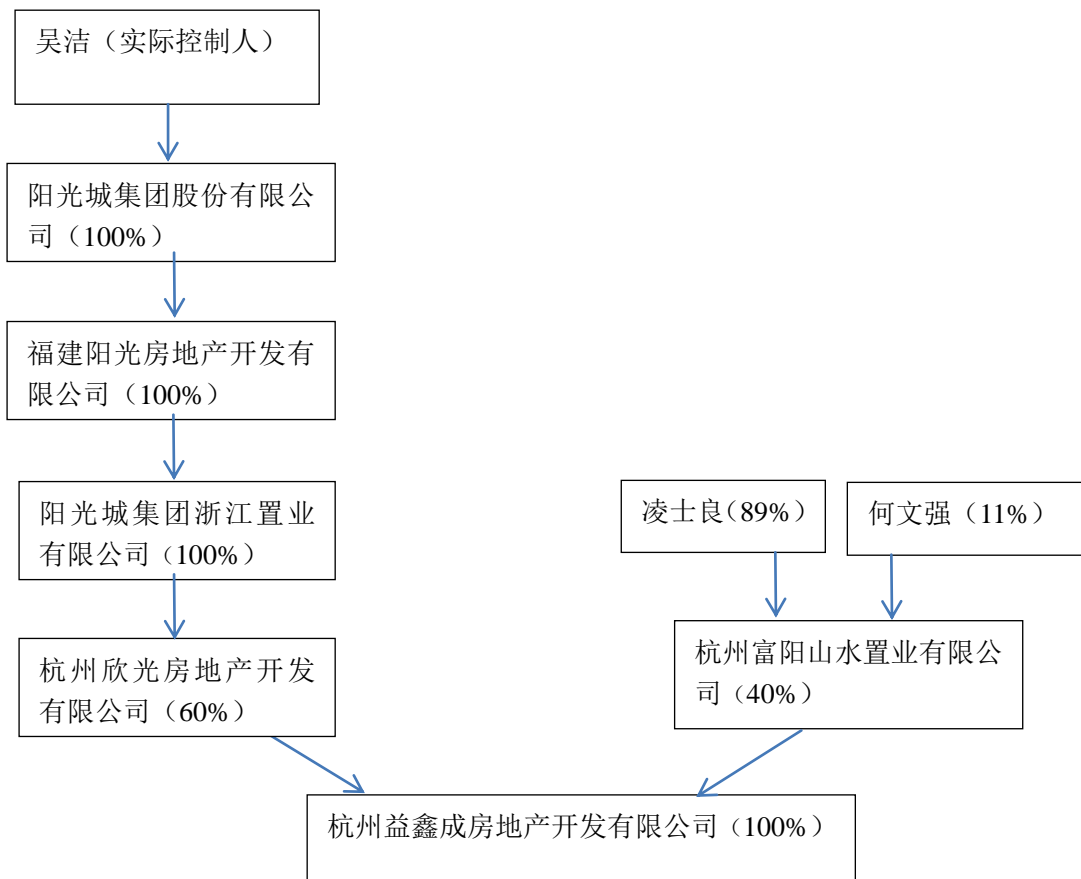 吴洁（实际控制人）
阳光城集团股份有限公
司（100%）
福建阳光房地产开发有
限公司（100%）
阳光城集团浙江置业
有限公司（100%）
凌士良(89%）
何文强（11%）
杭州欣光房地产开发
有限公司（60%）
杭州富阳山水置业有限公
司（40%）
杭州益鑫成房地产开发有限公司（100%）